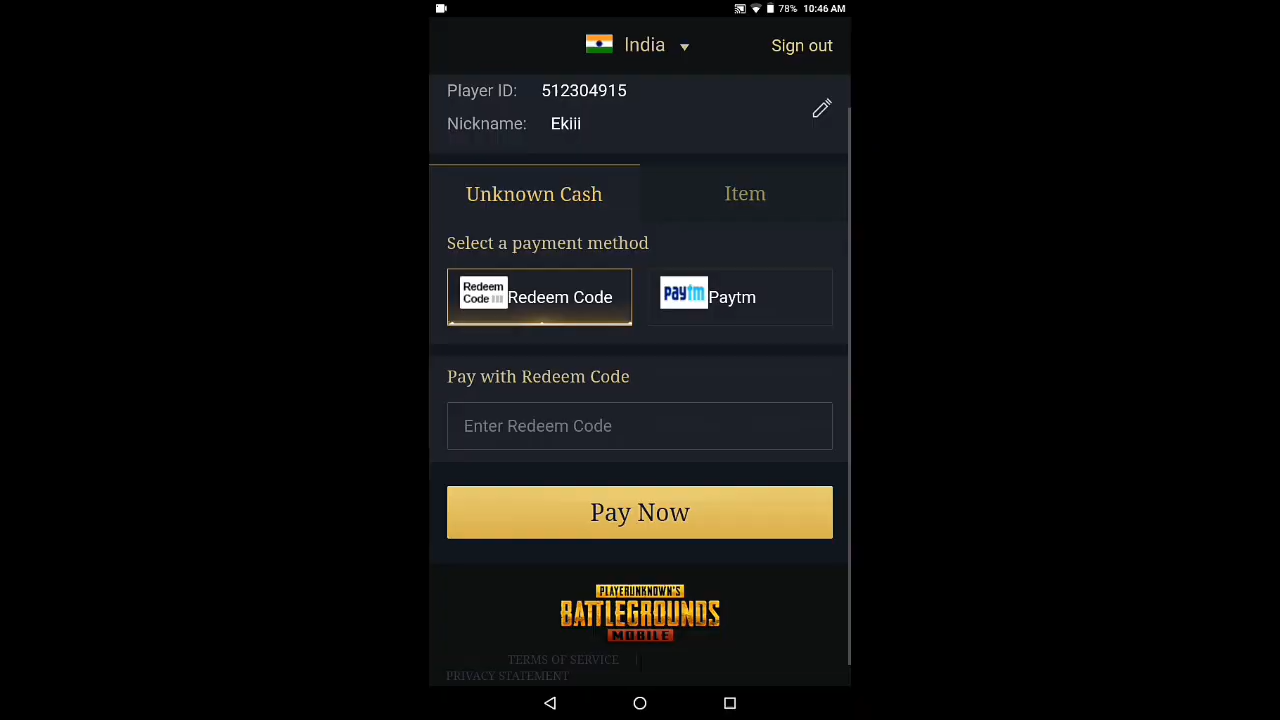 78% 10:46 AM
India Sign out
Player ID: 512304915
Nickname: Ekiii
Unknown Cash Item
Select a payment method
Redeem Code Redeem Code paytm Paytm
Pay with Redeem Code
Enter Redeem Code
Pay Now
PLAYERUNKNOWN'S
BATTLEGROUNDS
MOBILE
TERMS OF SERVICE |
PRIVACY STATEMENT